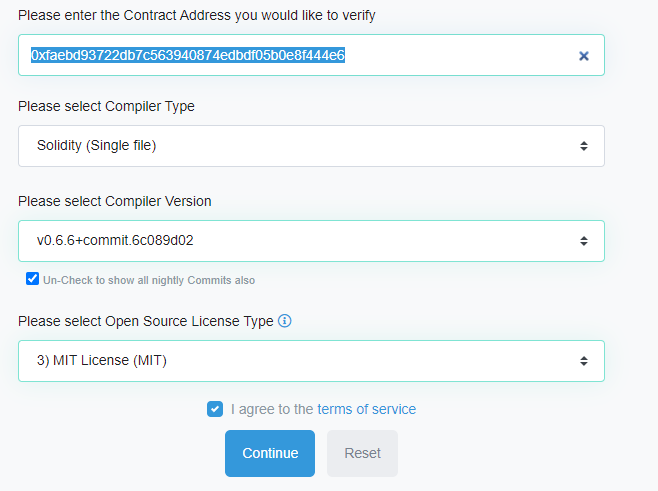 Please enter the Contract Address you would like to verify
0xfaebd93722db7c563940874edbdf05b0e8f444e6
Please select Compiler Type
Solidity (Single file)
Please select Compiler Version
v0.6.6+commit.6c089d02
Un-Check to show all nightly Commits also
Please select Open Source License Type
3) MIT License (MIT)
I agree to the terms of service
Continue Reset